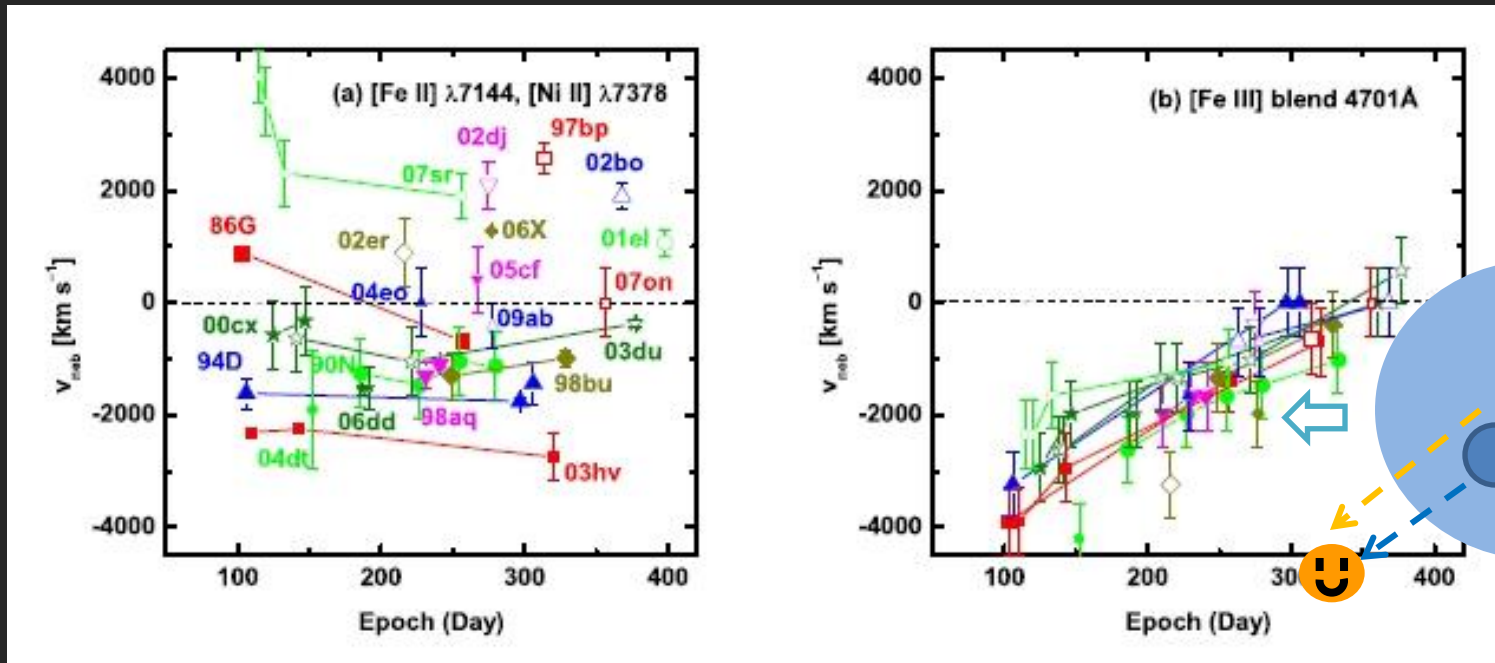 4000
2000
0
-2000
-4000
v_neb [km s⁻¹]
(a) [Fe II] λ7144, [Ni II] λ7378
02dj
97bp
02bo
07sr
86G
02er
06X
01el
05cf
04eo
07on
09ab
00cx
03du
94D
90N
98bu
06dd
98aq
04dt
03hv
100
200
300
400
Epoch (Day)
4000
2000
0
-2000
-4000
v_neb [km s⁻¹]
(b) [Fe III] blend 4701Å
100
200
400
Epoch (Day)